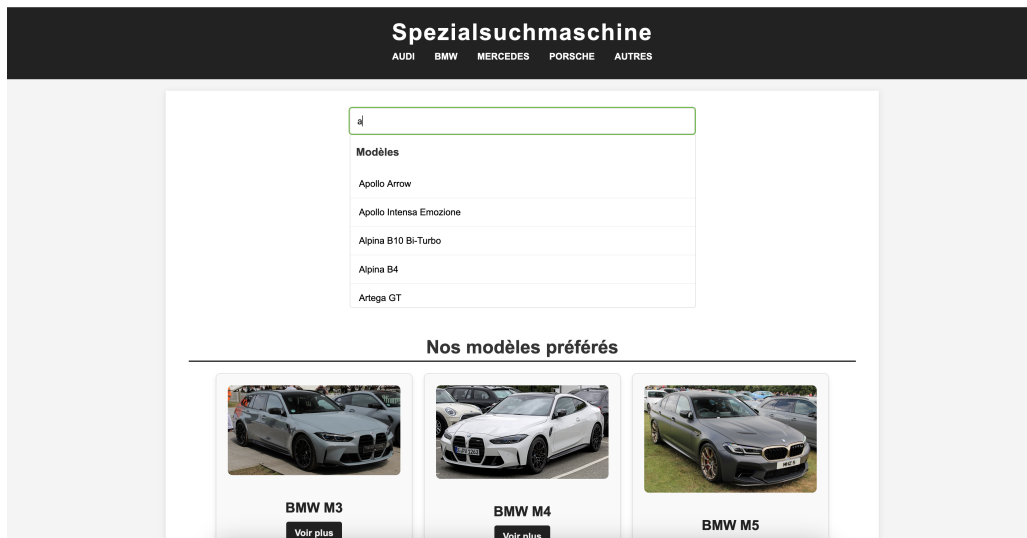 Spezialsuchmaschine
AUDI BMW MERCEDES PORSCHE AUTRES
a
Modèles
Apollo Arrow
Apollo Intensa Emozione
Alpina B10 Bi-Turbo
Alpina B4
Artega GT
Nos modèles préférés
BMW M3
BMW M4
BMW M5
Voir plus
Voir plus